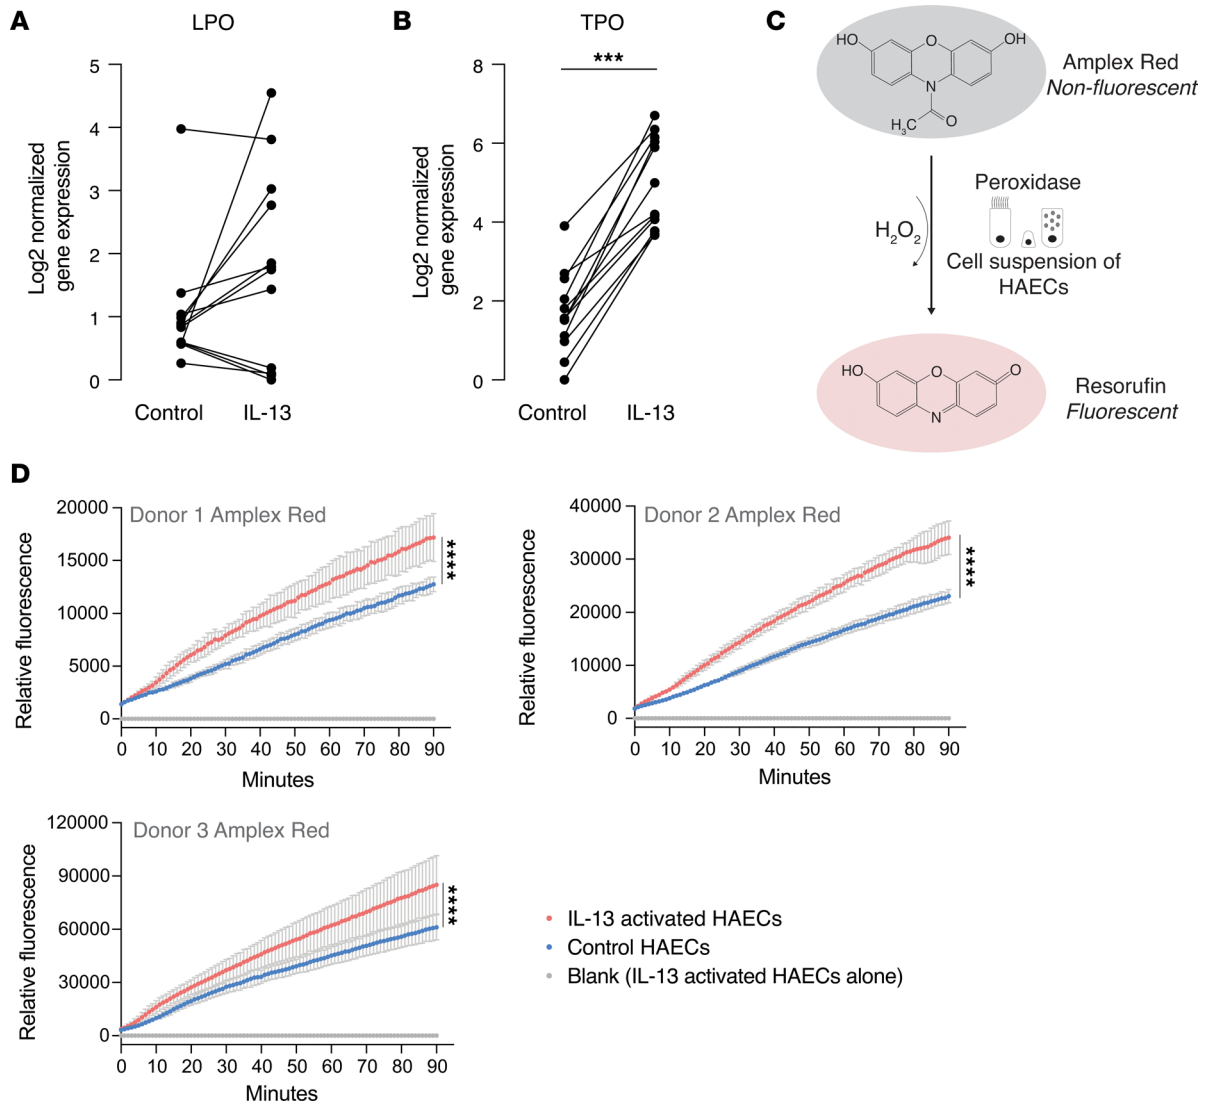 A
LPO
Log2 normalized
gene expression
5
4
3
2
1
0
Control
IL-13
B
TPO
***
Log2 normalized
gene expression
8
6
4
2
0
Control
IL-13
C
HO
O
OH
N
H3C
O
Amplex Red
Non-fluorescent
H2O2
Peroxidase
Cell suspension of
HAECs
HO
O
O
N
Resorufin
Fluorescent
D
Donor 1 Amplex Red
Relative fluorescence
20000
15000
10000
5000
0
****
0 10 20 30 40 50 60 70 80 90
Minutes
Donor 2 Amplex Red
Relative fluorescence
40000
30000
20000
10000
0
****
0 10 20 30 40 50 60 70 80 90
Minutes
Donor 3 Amplex Red
Relative fluorescence
120000
90000
60000
30000
0
****
0 10 20 30 40 50 60 70 80 90
Minutes
IL-13 activated HAECs
Control HAECs
Blank (IL-13 activated HAECs alone)